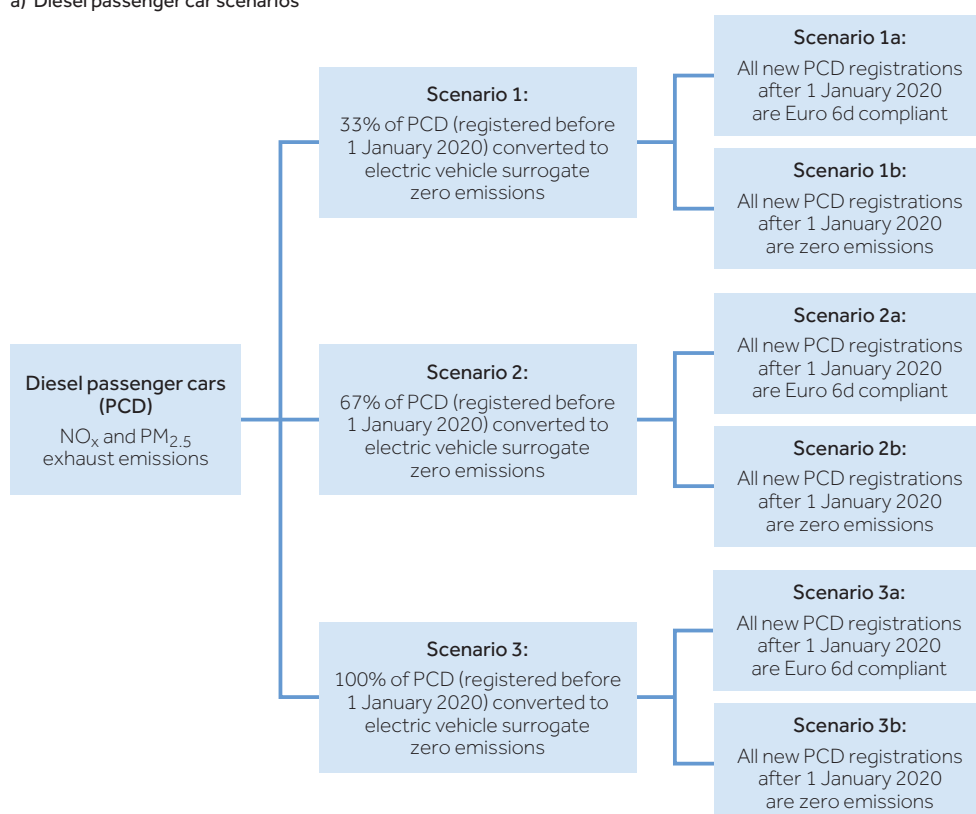 a) Diesel passenger car scenarios
Diesel passenger cars
(PCD)
NOx and PM2.5
exhaust emissions
Scenario 1:
33% of PCD (registered before
1 January 2020) converted to
electric vehicle surrogate
zero emissions
Scenario 1a:
All new PCD registrations
after 1 January 2020
are Euro 6d compliant
Scenario 1b:
All new PCD registrations
after 1 January 2020
are zero emissions
Scenario 2:
67% of PCD (registered before
1 January 2020) converted to
electric vehicle surrogate
zero emissions
Scenario 2a:
All new PCD registrations
after 1 January 2020
are Euro 6d compliant
Scenario 2b:
All new PCD registrations
after 1 January 2020
are zero emissions
Scenario 3:
100% of PCD (registered before
1 January 2020) converted to
electric vehicle surrogate
zero emissions
Scenario 3a:
All new PCD registrations
after 1 January 2020
are Euro 6d compliant
Scenario 3b:
All new PCD registrations
after 1 January 2020
are zero emissions